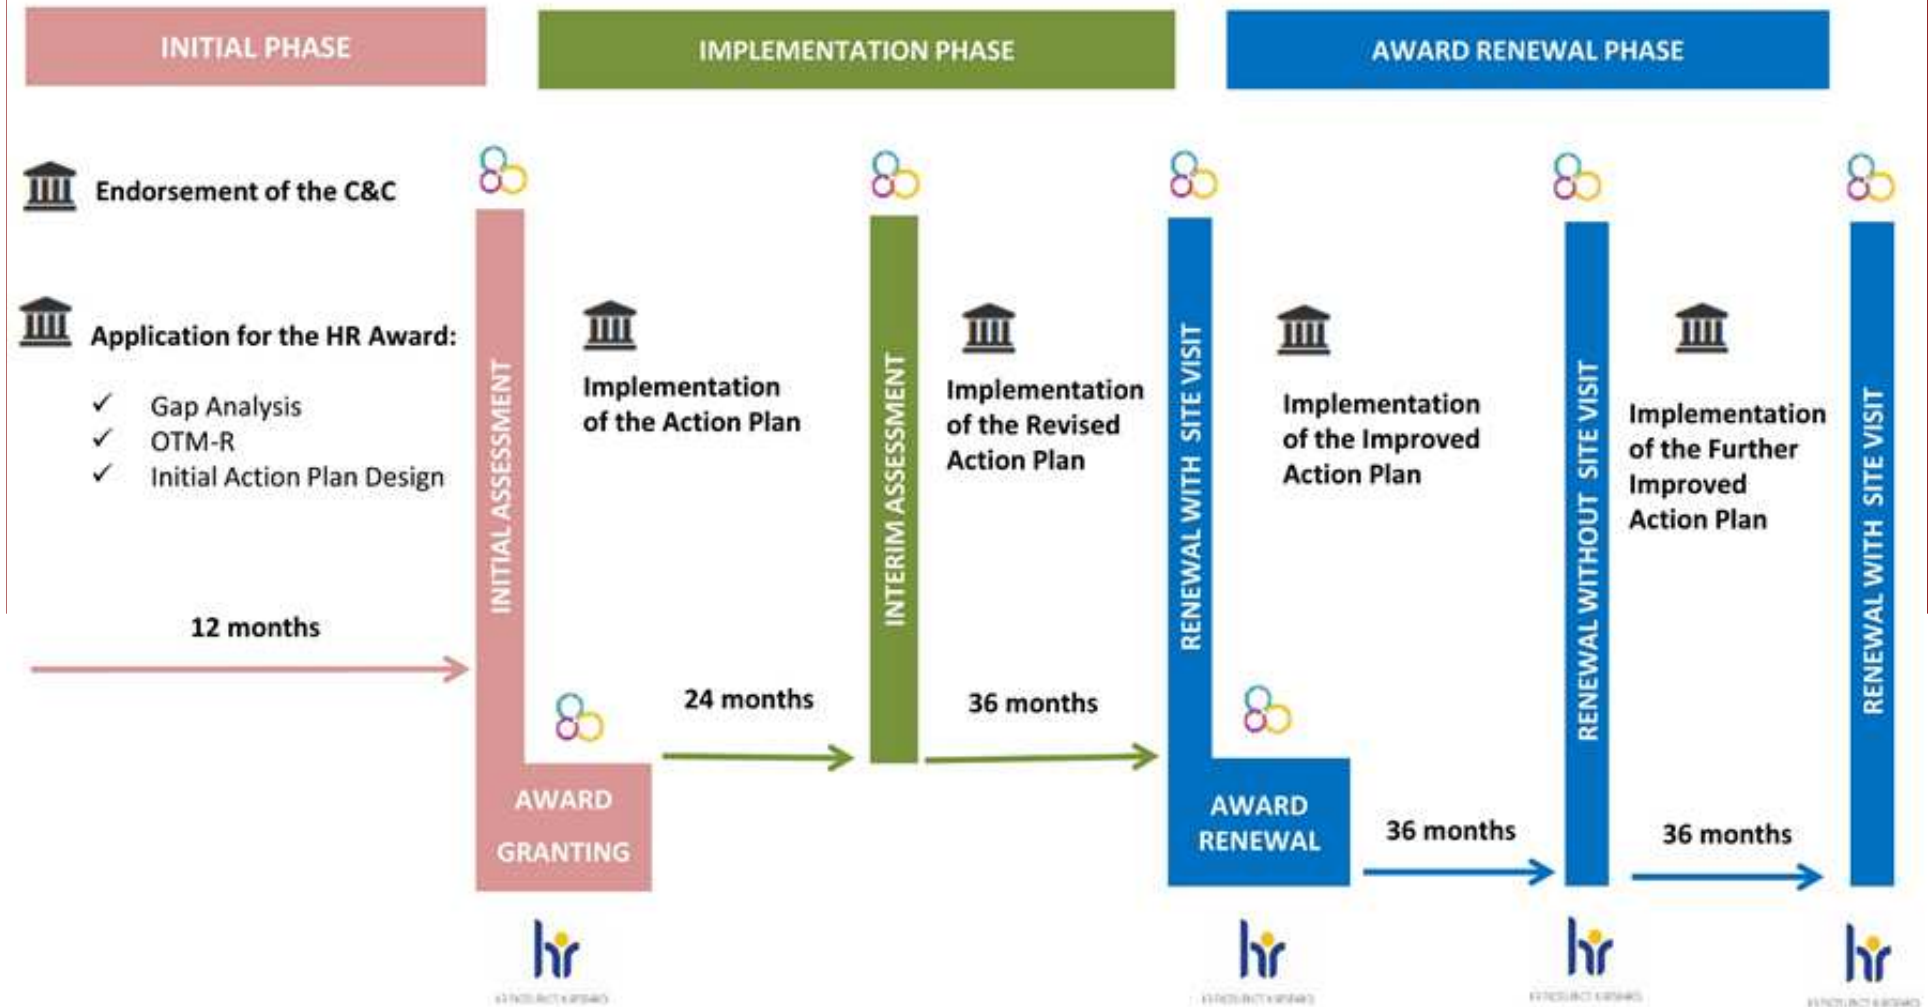 INITIAL PHASE
IMPLEMENTATION PHASE
AWARD RENEWAL PHASE
Endorsement of the C&C
Application for the HR Award:
✓ Gap Analysis
✓ OTM-R
✓ Initial Action Plan Design
12 months
INITIAL ASSESSMENT
AWARD
GRANTING
hr
Implementation
of the Action Plan
24 months
INTERIM ASSESSMENT
Implementation
of the Revised
Action Plan
36 months
RENEWAL WITH SITE VISIT
AWARD
RENEWAL
hr
Implementation
of the Improved
Action Plan
36 months
RENEWAL WITHOUT SITE VISIT
hr
Implementation
of the Further
Improved
Action Plan
36 months
RENEWAL WITH SITE VISIT
hr